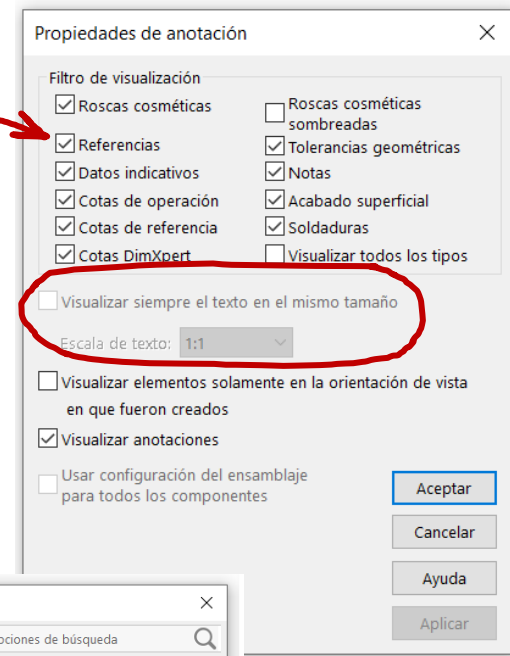 Propiedades de anotación
Filtro de visualización
Roscas cosméticas
Roscas cosméticas
sombreadas
Referencias
Tolerancias geométricas
Datos indicativos
Notas
Cotas de operación
Acabado superficial
Cotas de referencia
Soldaduras
Cotas DimXpert
Visualizar todos los tipos
Visualizar siempre el texto en el mismo tamaño
Escala de texto: 1:1
Visualizar elementos solamente en la orientación de vista
en que fueron creados
Visualizar anotaciones
Usar configuración del ensamblaje
para todos los componentes
Aceptar
Cancelar
Ayuda
Aplicar
de búsqueda